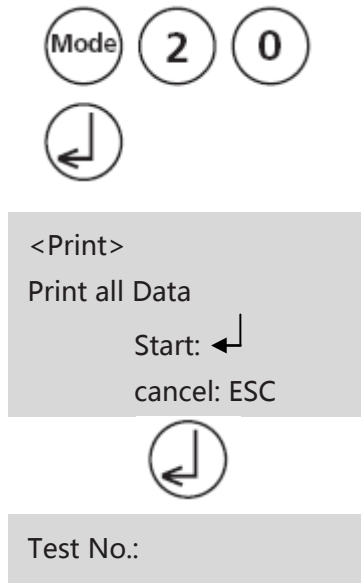 Mode 2 0
<Print>
Print all Data
Start: ↲
cancel: ESC
Test No.: